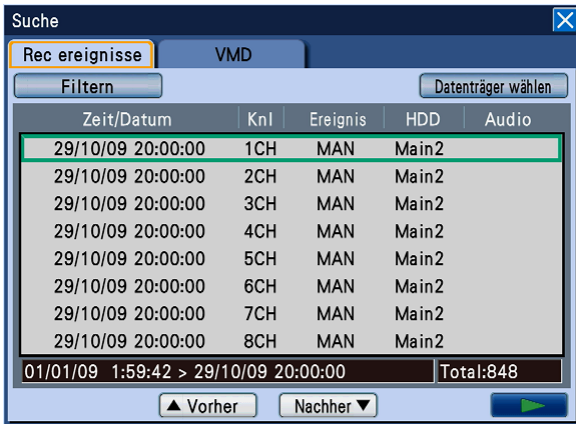 Suche
Rec ereignisse VMD
Filtern Datenträger wählen
Zeit/Datum Knl Ereignis HDD Audio
29/10/09 20:00:00 1CH MAN Main2
29/10/09 20:00:00 2CH MAN Main2
29/10/09 20:00:00 3CH MAN Main2
29/10/09 20:00:00 4CH MAN Main2
29/10/09 20:00:00 5CH MAN Main2
29/10/09 20:00:00 6CH MAN Main2
29/10/09 20:00:00 7CH MAN Main2
29/10/09 20:00:00 8CH MAN Main2
01/01/09 1:59:42 > 29/10/09 20:00:00 Total:848
▲ Vorher Nachher ▼